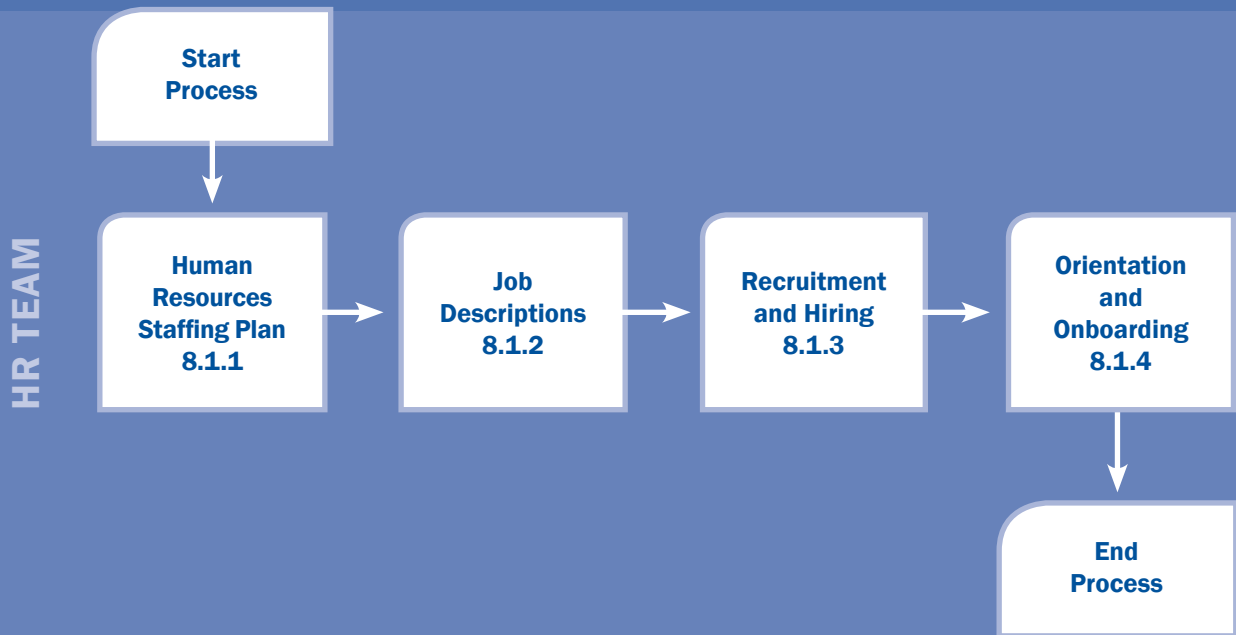 HR TEAM
Start
Process
Human
Resources
Staffing Plan
8.1.1
Job
Descriptions
8.1.2
Recruitment
and Hiring
8.1.3
Orientation
and
Onboarding
8.1.4
End
Process